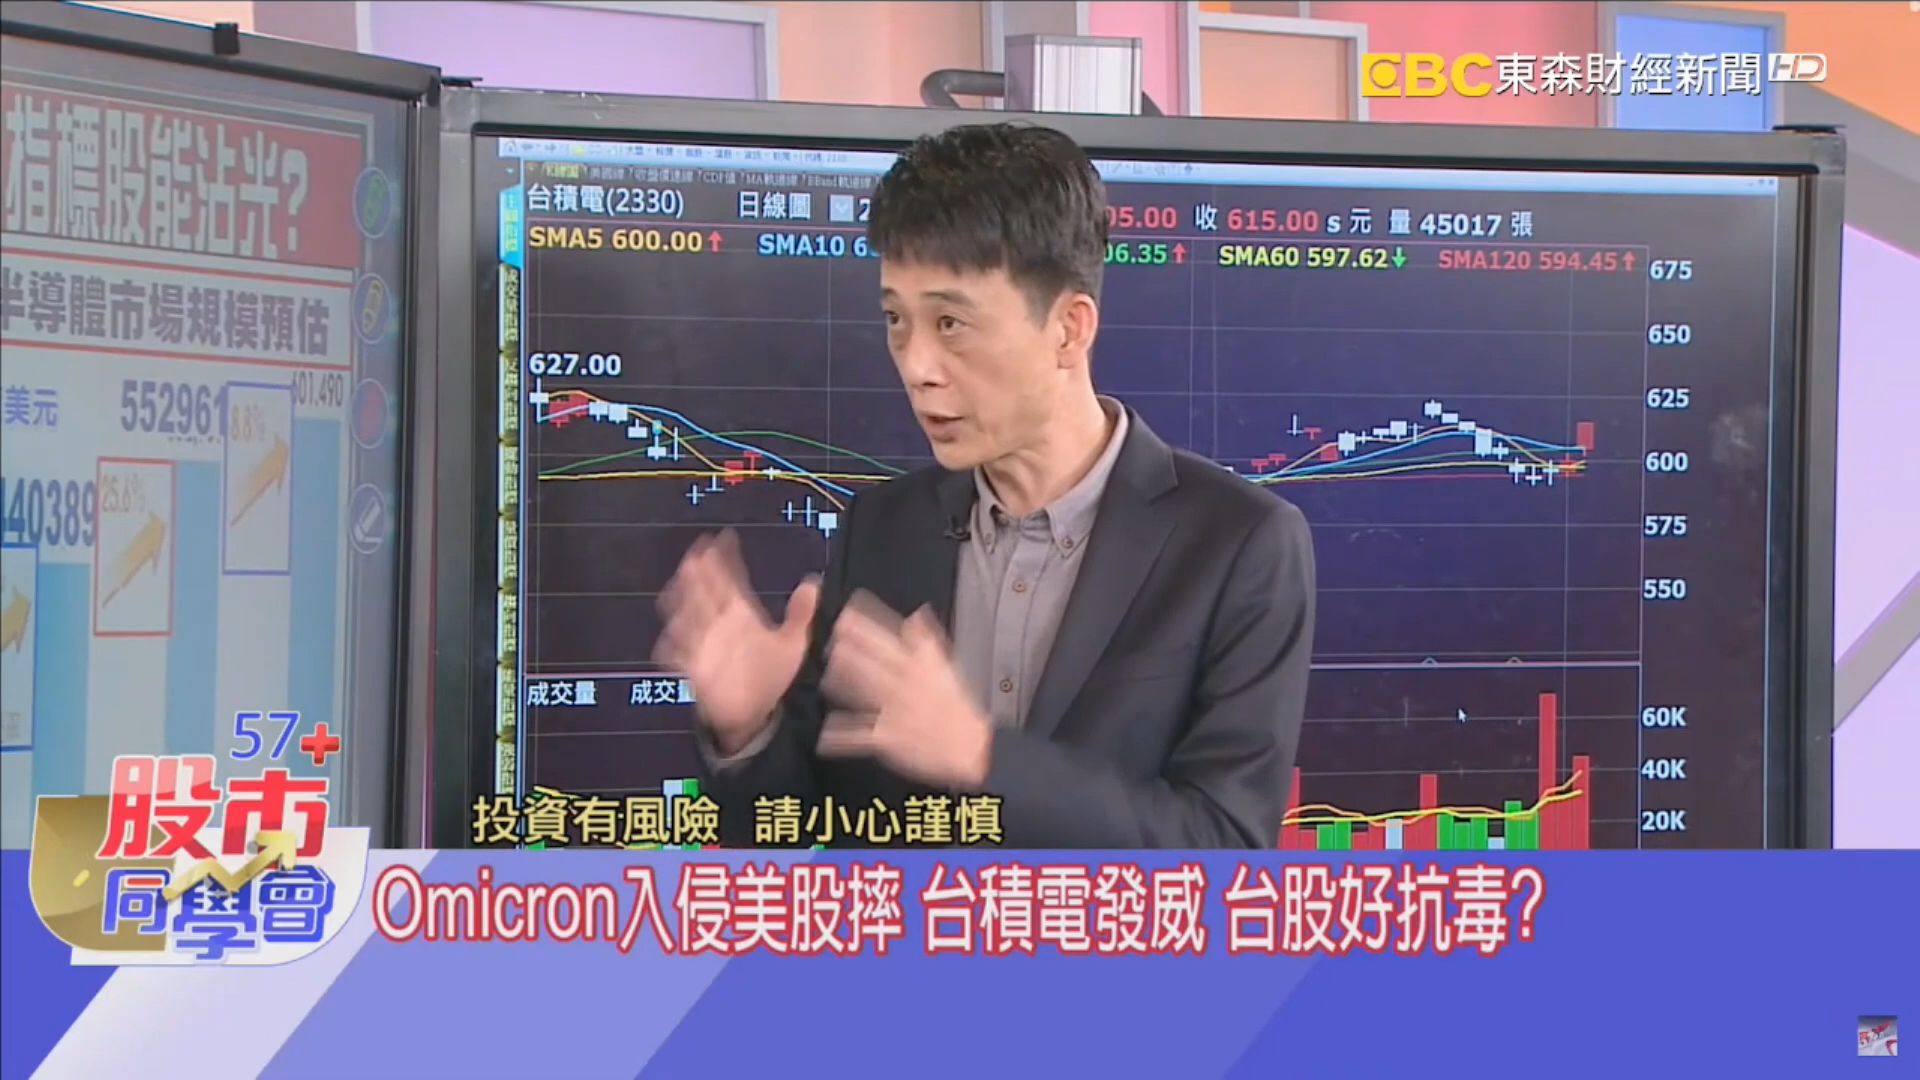 EBC東森財經新聞HD
指標股能沾光?
半導體市場規模預估
美元
552961
601.490
8.8%
25.6%
440389
台積電(2330) 日線圖 2
05.00 收 615.00 s 元 量 45017 張
SMA5 600.00↑ SMA10 6
06.35↑ SMA60 597.62↓ SMA120 594.45↑
675
650
627.00
625
600
575
550
成交量 成交量
60K
40K
20K
投資有風險 請小心謹慎
57+
股市
同學會
Omicron入侵美股摔 台積電發威 台股好抗毒?